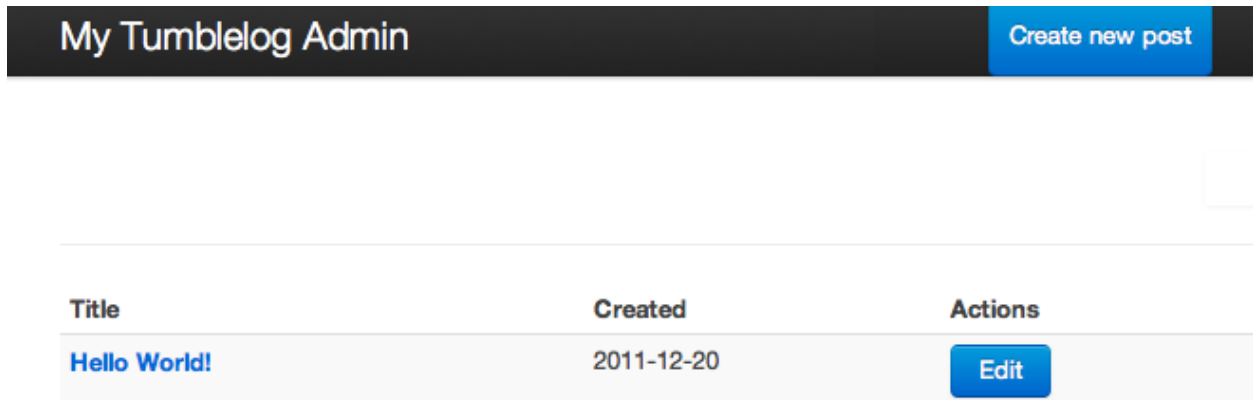 My Tumblelog Admin Create new post
Title Created Actions
Hello World! 2011-12-20 Edit